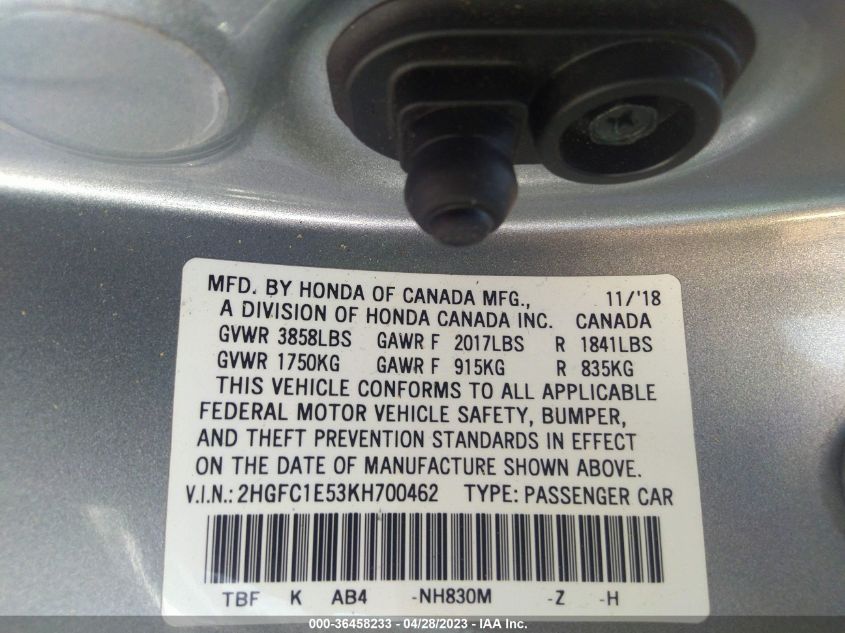 MFD. BY HONDA OF CANADA MFG., 11/'18
A DIVISION OF HONDA CANADA INC. CANADA
GVWR 3858LBS GAWR F 2017LBS R 1841LBS
GVWR 1750KG GAWR F 915KG R 835KG
THIS VEHICLE CONFORMS TO ALL APPLICABLE
FEDERAL MOTOR VEHICLE SAFETY, BUMPER,
AND THEFT PREVENTION STANDARDS IN EFFECT
ON THE DATE OF MANUFACTURE SHOWN ABOVE.
V.I.N.: 2HGFC1E53KH700462 TYPE: PASSENGER CAR
TBF K AB4 -NH830M -Z -H
000-36458233 - 04/28/2023 - IAA Inc.